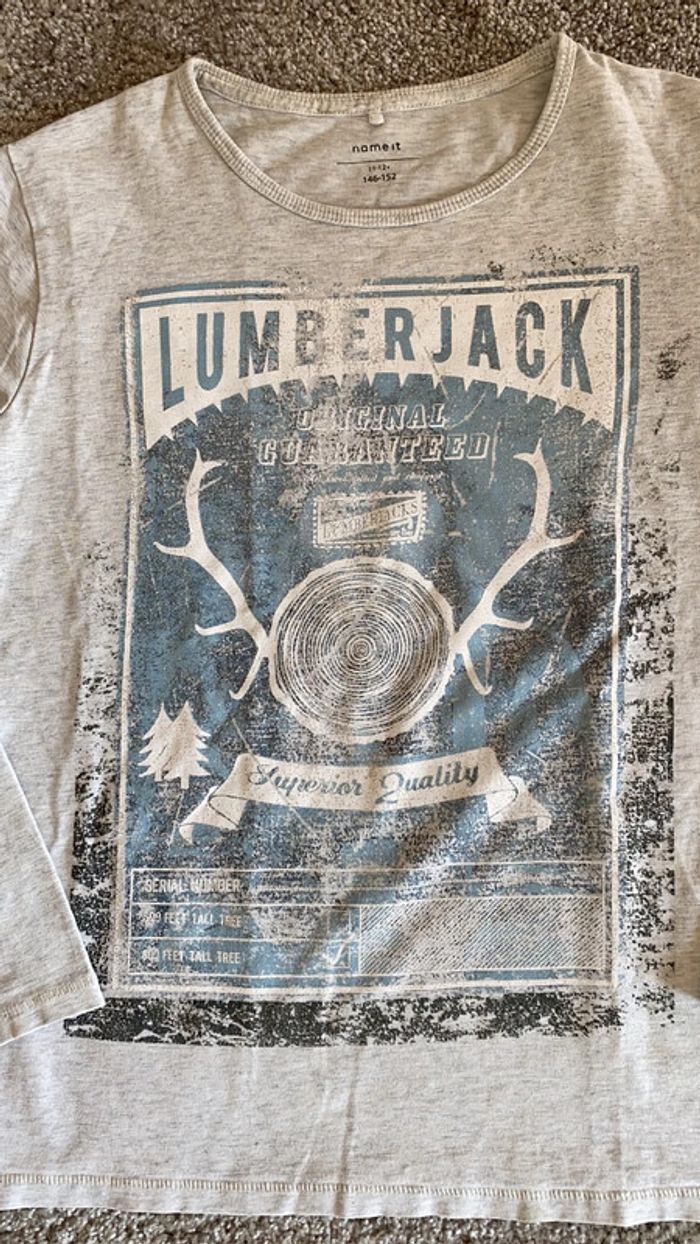 name it
146-152
LUMBERJACK
ORIGINAL
GUARANTEED
LUMBERJACKS
Superior Quality
SERIAL NUMBER
FEET TALL TREE
FEET TALL TREE